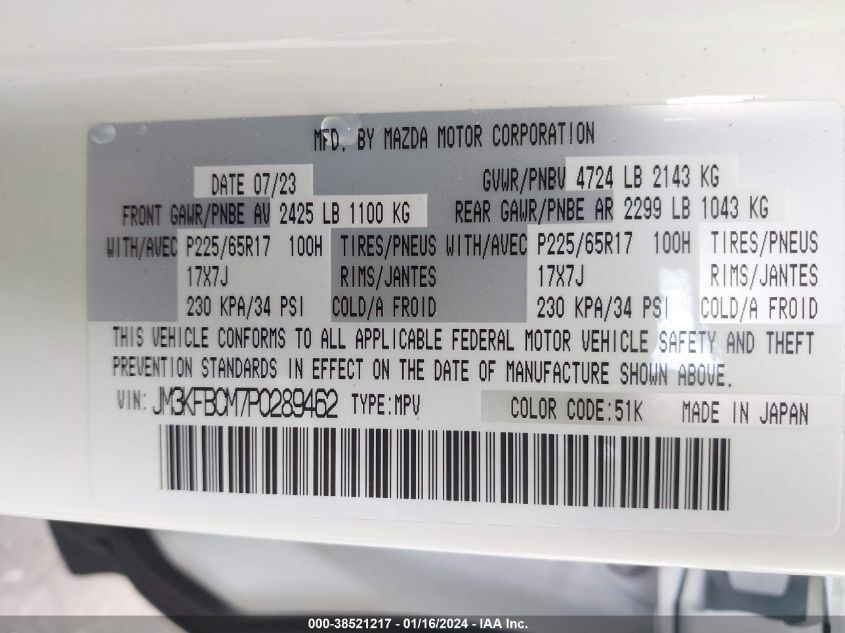 MFD. BY MAZDA MOTOR CORPORATION
DATE 07/23 GVWR/PNBV 4724 LB 2143 KG
FRONT GAWR/PNBE AV 2425 LB 1100 KG REAR GAWR/PNBE AR 2299 LB 1043 KG
WITH/AVEC P225/65R17 100H TIRES/PNEUS WITH/AVEC P225/65R17 100H TIRES/PNEUS
17X7J RIMS/JANTES 17X7J RIMS/JANTES
230 KPA/34 PSI COLD/A FROID 230 KPA/34 PSI COLD/A FROID
THIS VEHICLE CONFORMS TO ALL APPLICABLE FEDERAL MOTOR VEHICLE SAFETY AND THEFT
PREVENTION STANDARDS IN EFFECT ON THE DATE OF MANUFACTURE SHOWN ABOVE.
VIN: JM3KFBCM7P0289462 TYPE:MPV COLOR CODE:51K MADE IN JAPAN
000-38521217 - 01/16/2024 - IAA Inc.